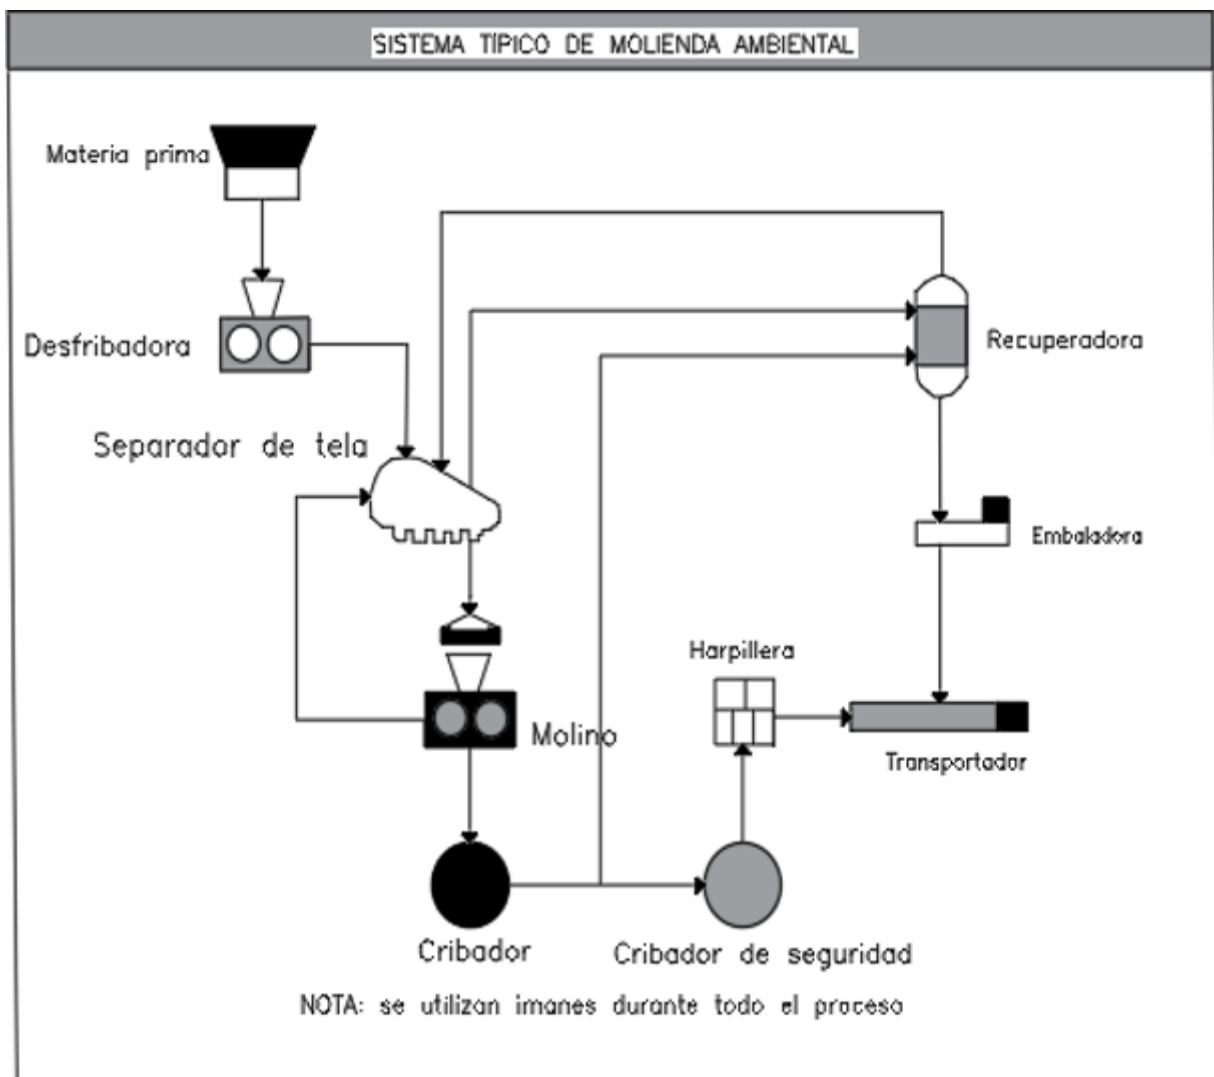 SISTEMA TIPICO DE MOLIENDA AMBIENTAL
Materia prima
Desfribadora
Recuperadora
Separador de tela
Embaladora
Harpillera
Molino
Transportador
Cribador
Cribador de seguridad
NOTA: se utilizan imanes durante todo el proceso